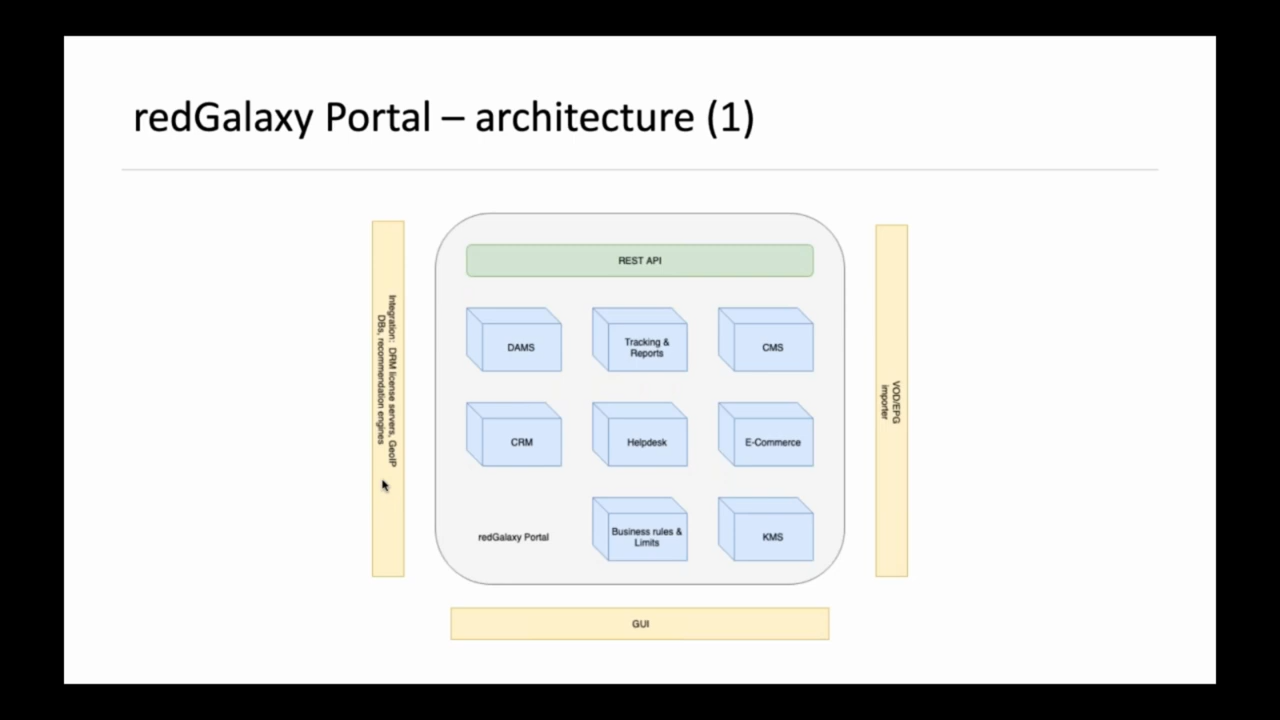 redGalaxy Portal – architecture (1)
Integration:  DRM license servers, GeoIP
DBs, recommendation engines
REST API
DAMS
Tracking &
Reports
CMS
CRM
Helpdesk
E-Commerce
redGalaxy Portal
Business rules &
Limits
KMS
VOD/EPG
importer
GUI